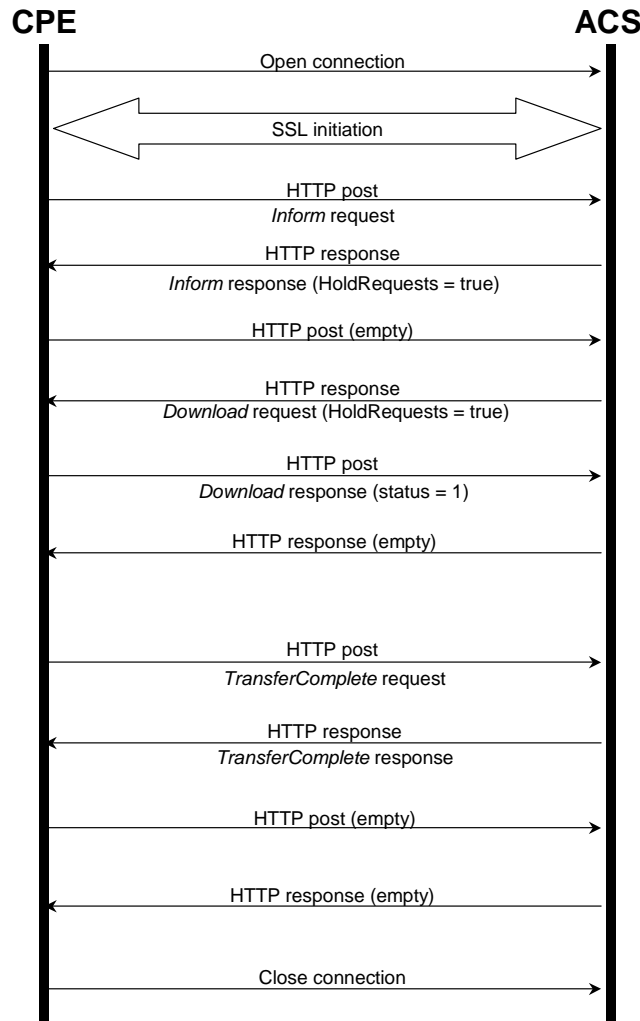 CPE
ACS
Open connection
SSL initiation
HTTP post
Inform request
HTTP response
Inform response (HoldRequests = true)
HTTP post (empty)
HTTP response
Download request (HoldRequests = true)
HTTP post
Download response (status = 1)
HTTP response (empty)
HTTP post
TransferComplete request
HTTP response
TransferComplete response
HTTP post (empty)
HTTP response (empty)
Close connection